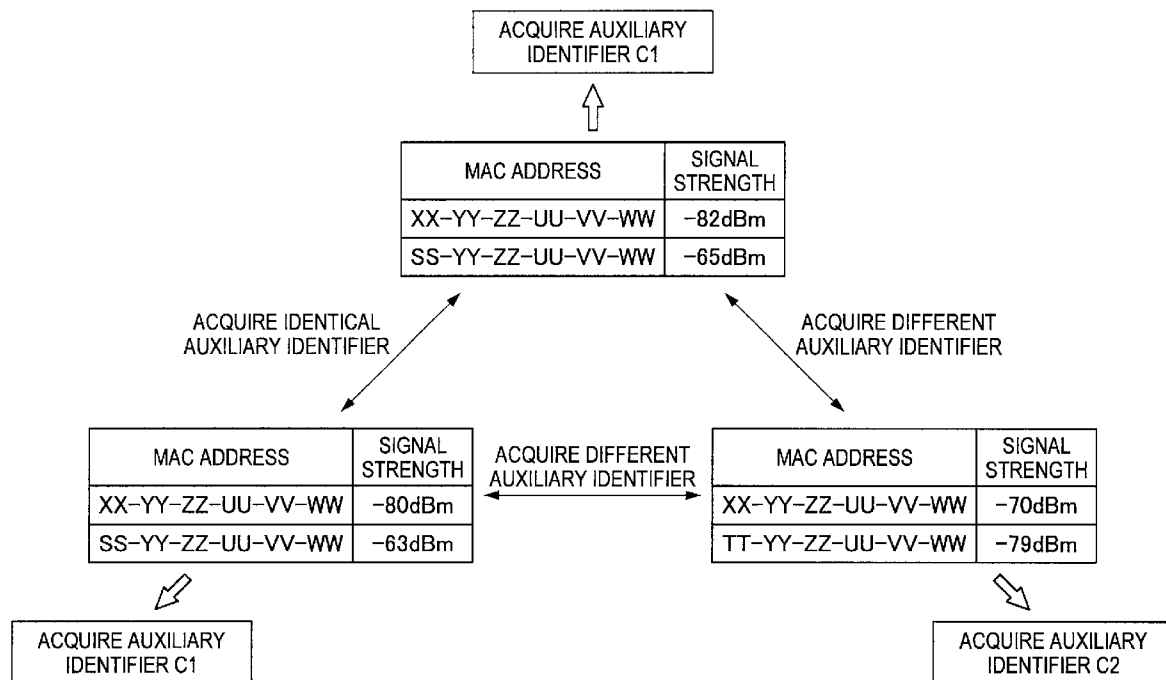 ACQUIRE AUXILIARY
IDENTIFIER C1
MAC ADDRESS
SIGNAL
STRENGTH
XX-YY-ZZ-UU-VV-WW
-82dBm
SS-YY-ZZ-UU-VV-WW
-65dBm
ACQUIRE IDENTICAL
AUXILIARY IDENTIFIER
ACQUIRE DIFFERENT
AUXILIARY IDENTIFIER
MAC ADDRESS
SIGNAL
STRENGTH
XX-YY-ZZ-UU-VV-WW
-80dBm
SS-YY-ZZ-UU-VV-WW
-63dBm
ACQUIRE DIFFERENT
AUXILIARY IDENTIFIER
MAC ADDRESS
SIGNAL
STRENGTH
XX-YY-ZZ-UU-VV-WW
-70dBm
TT-YY-ZZ-UU-VV-WW
-79dBm
ACQUIRE AUXILIARY
IDENTIFIER C1
ACQUIRE AUXILIARY
IDENTIFIER C2